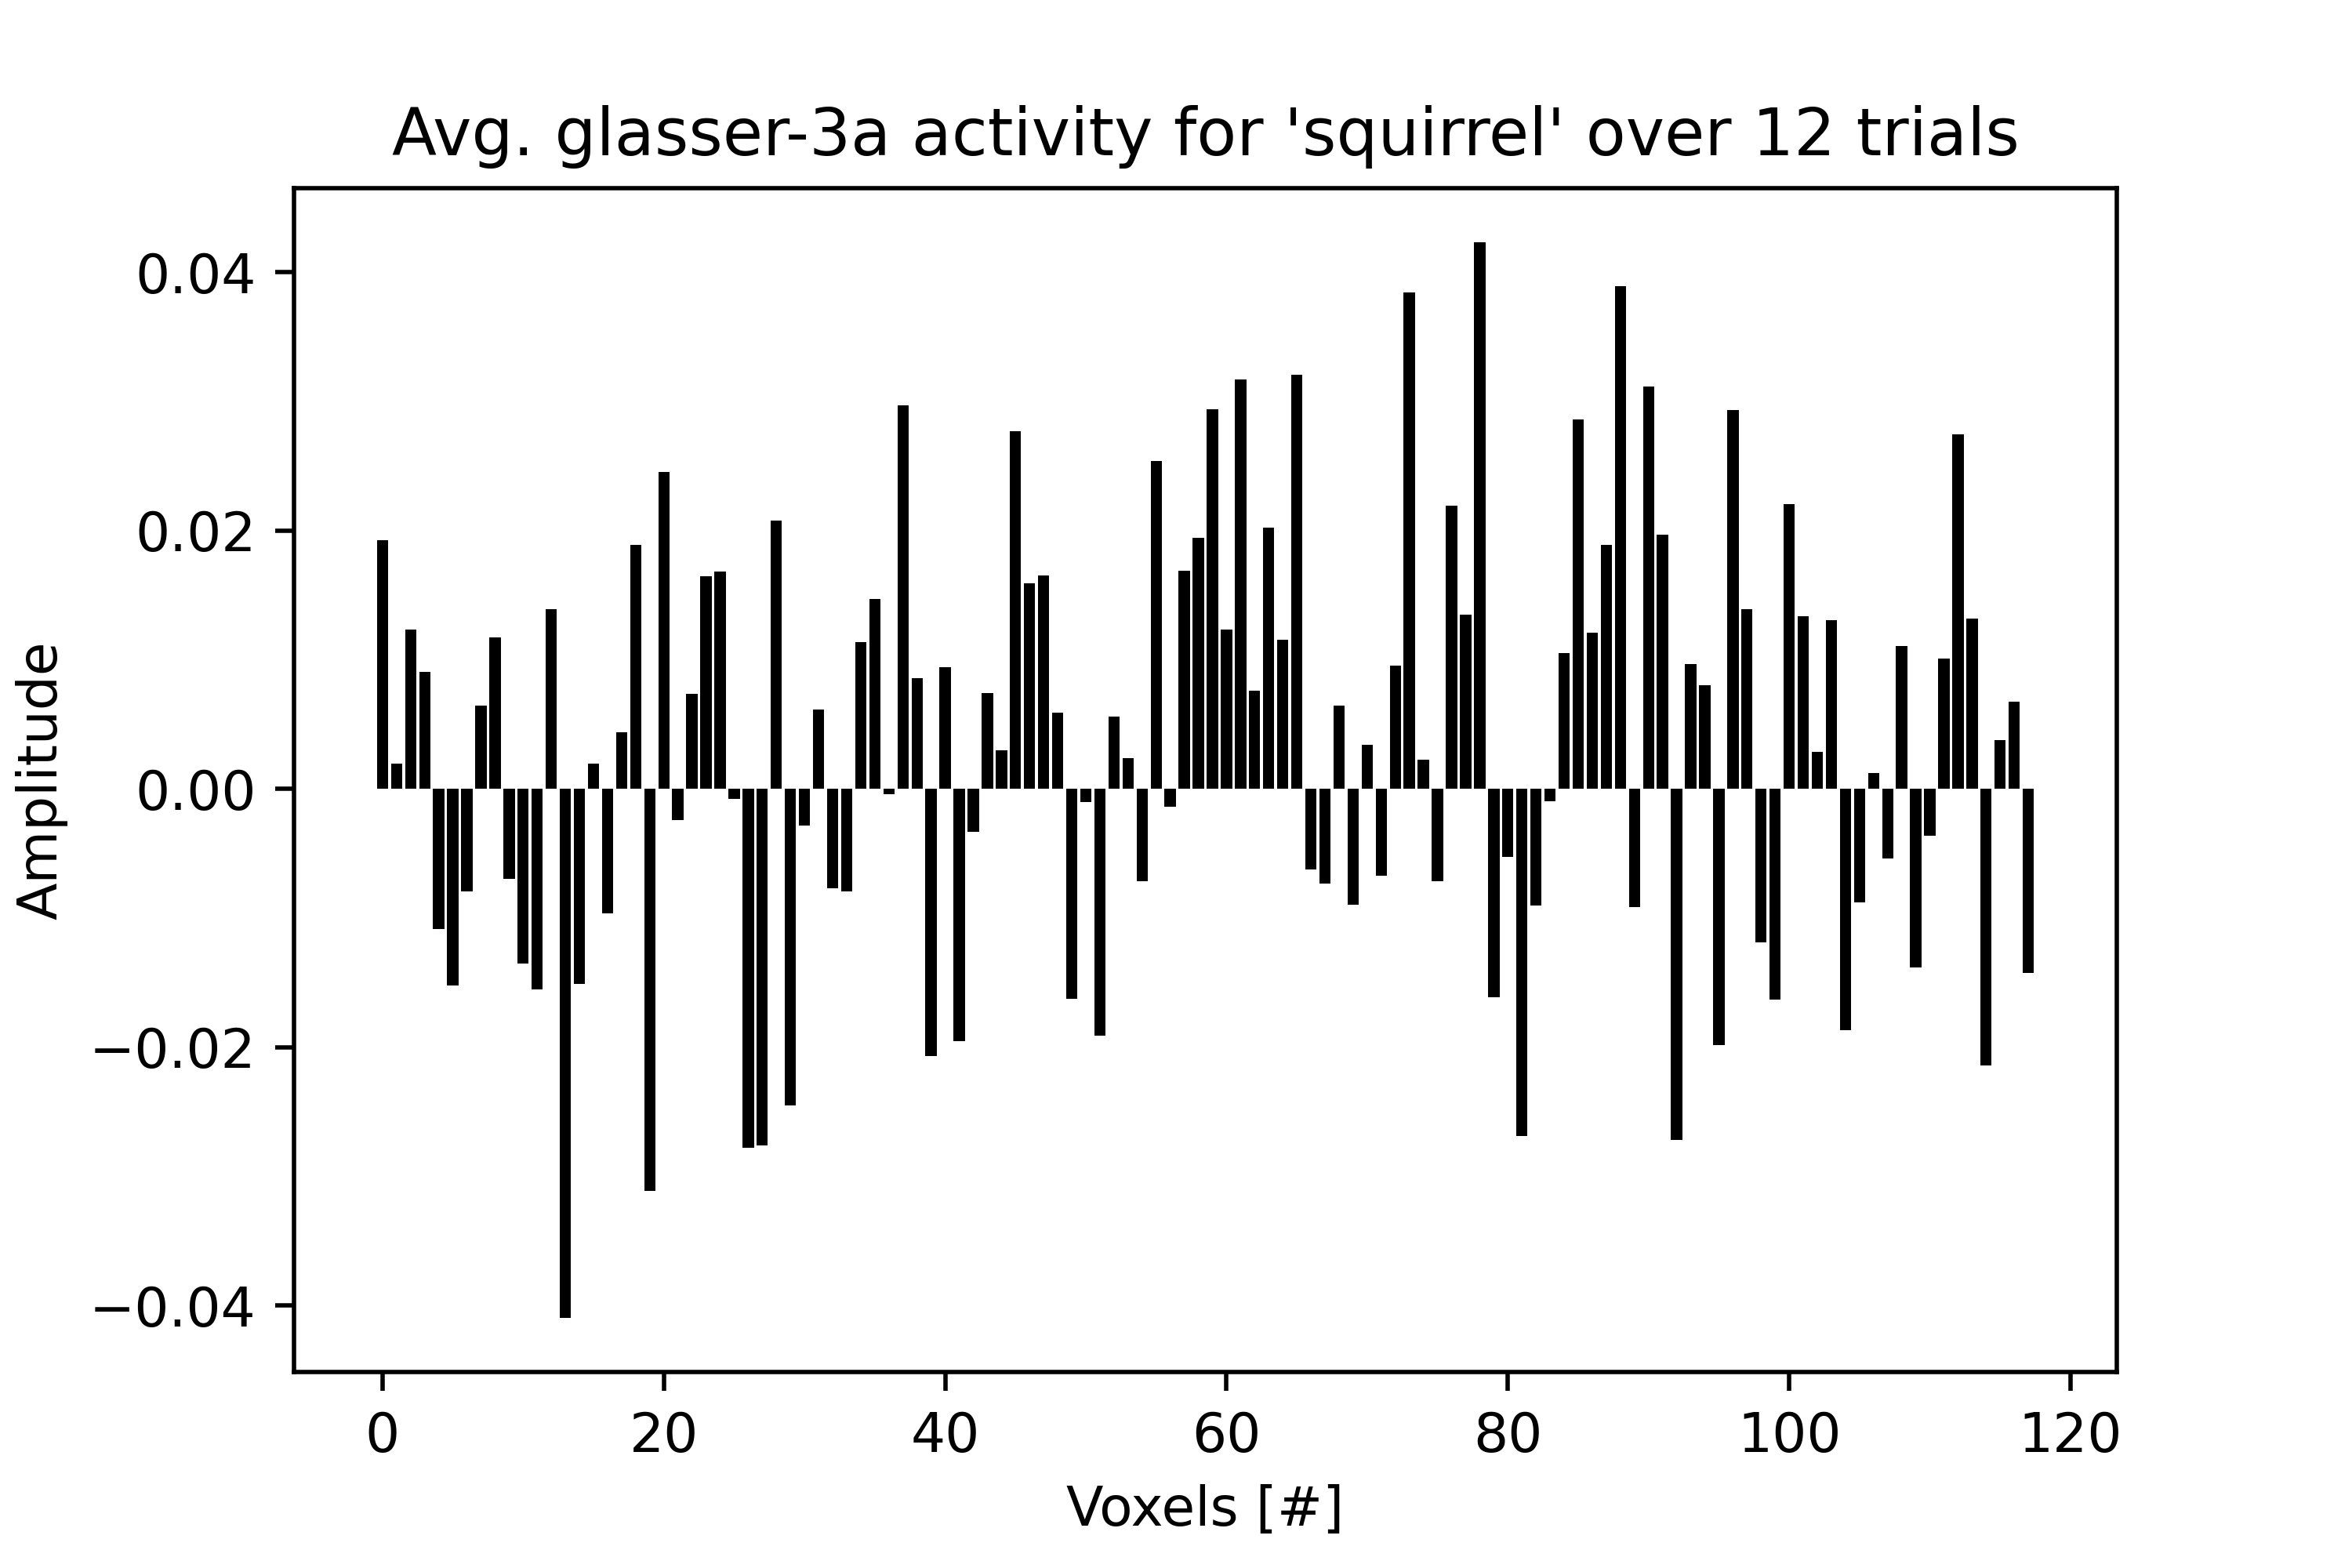 Avg. glasser-3a activity for 'squirrel' over 12 trials
0.04
0.02
0.00
−0.02
−0.04
Amplitude
0 20 40 60 80 100 120
Voxels [#]